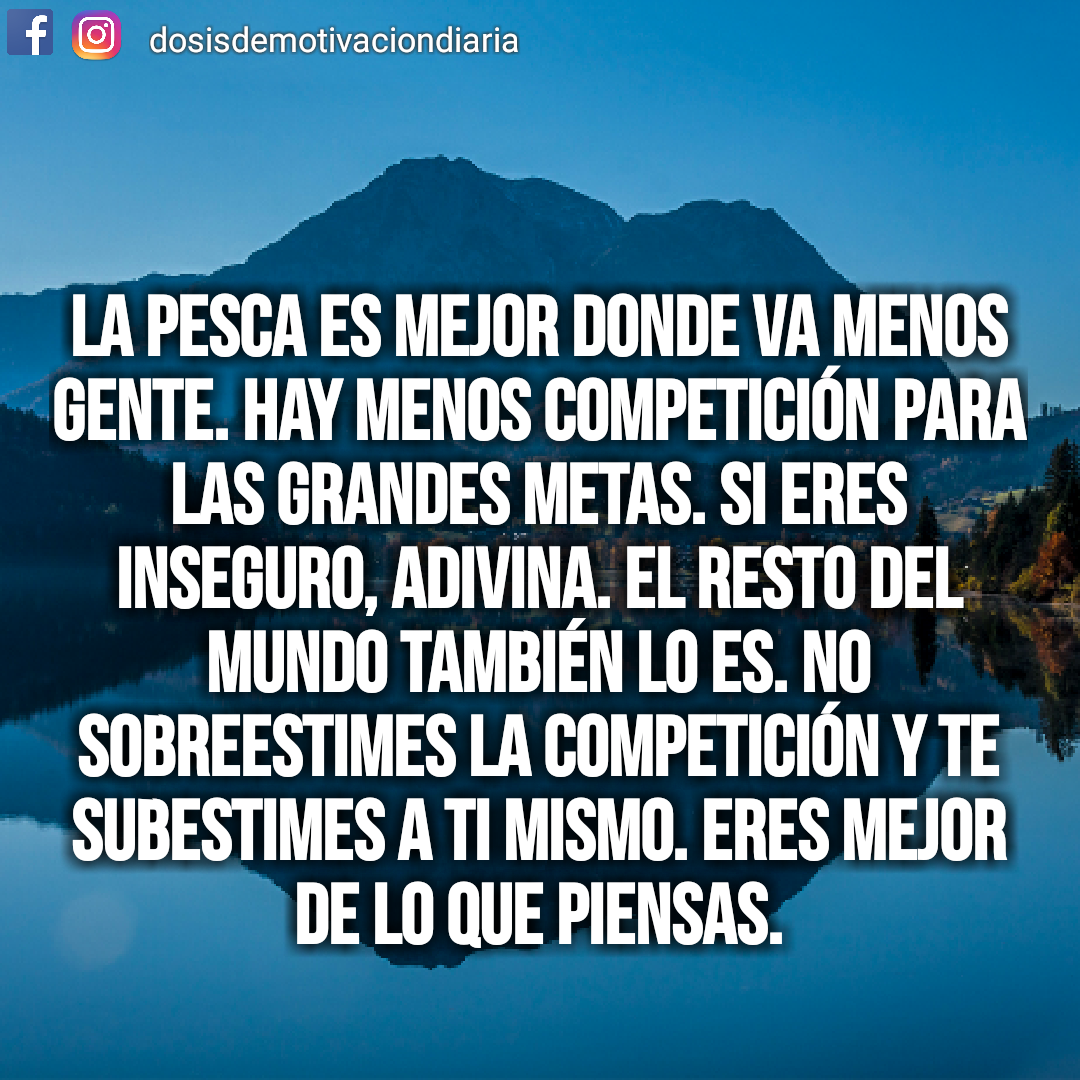 dosisdemotivaciondiaria
LA PESCA ES MEJOR DONDE VA MENOS
GENTE. HAY MENOS COMPETICIÓN PARA
LAS GRANDES METAS. SI ERES
INSEGURO, ADIVINA. EL RESTO DEL
MUNDO TAMBIÉN LO ES. NO
SOBREESTIMES LA COMPETICIÓN Y TE
SUBESTIMES A TI MISMO. ERES MEJOR
DE LO QUE PIENSAS.